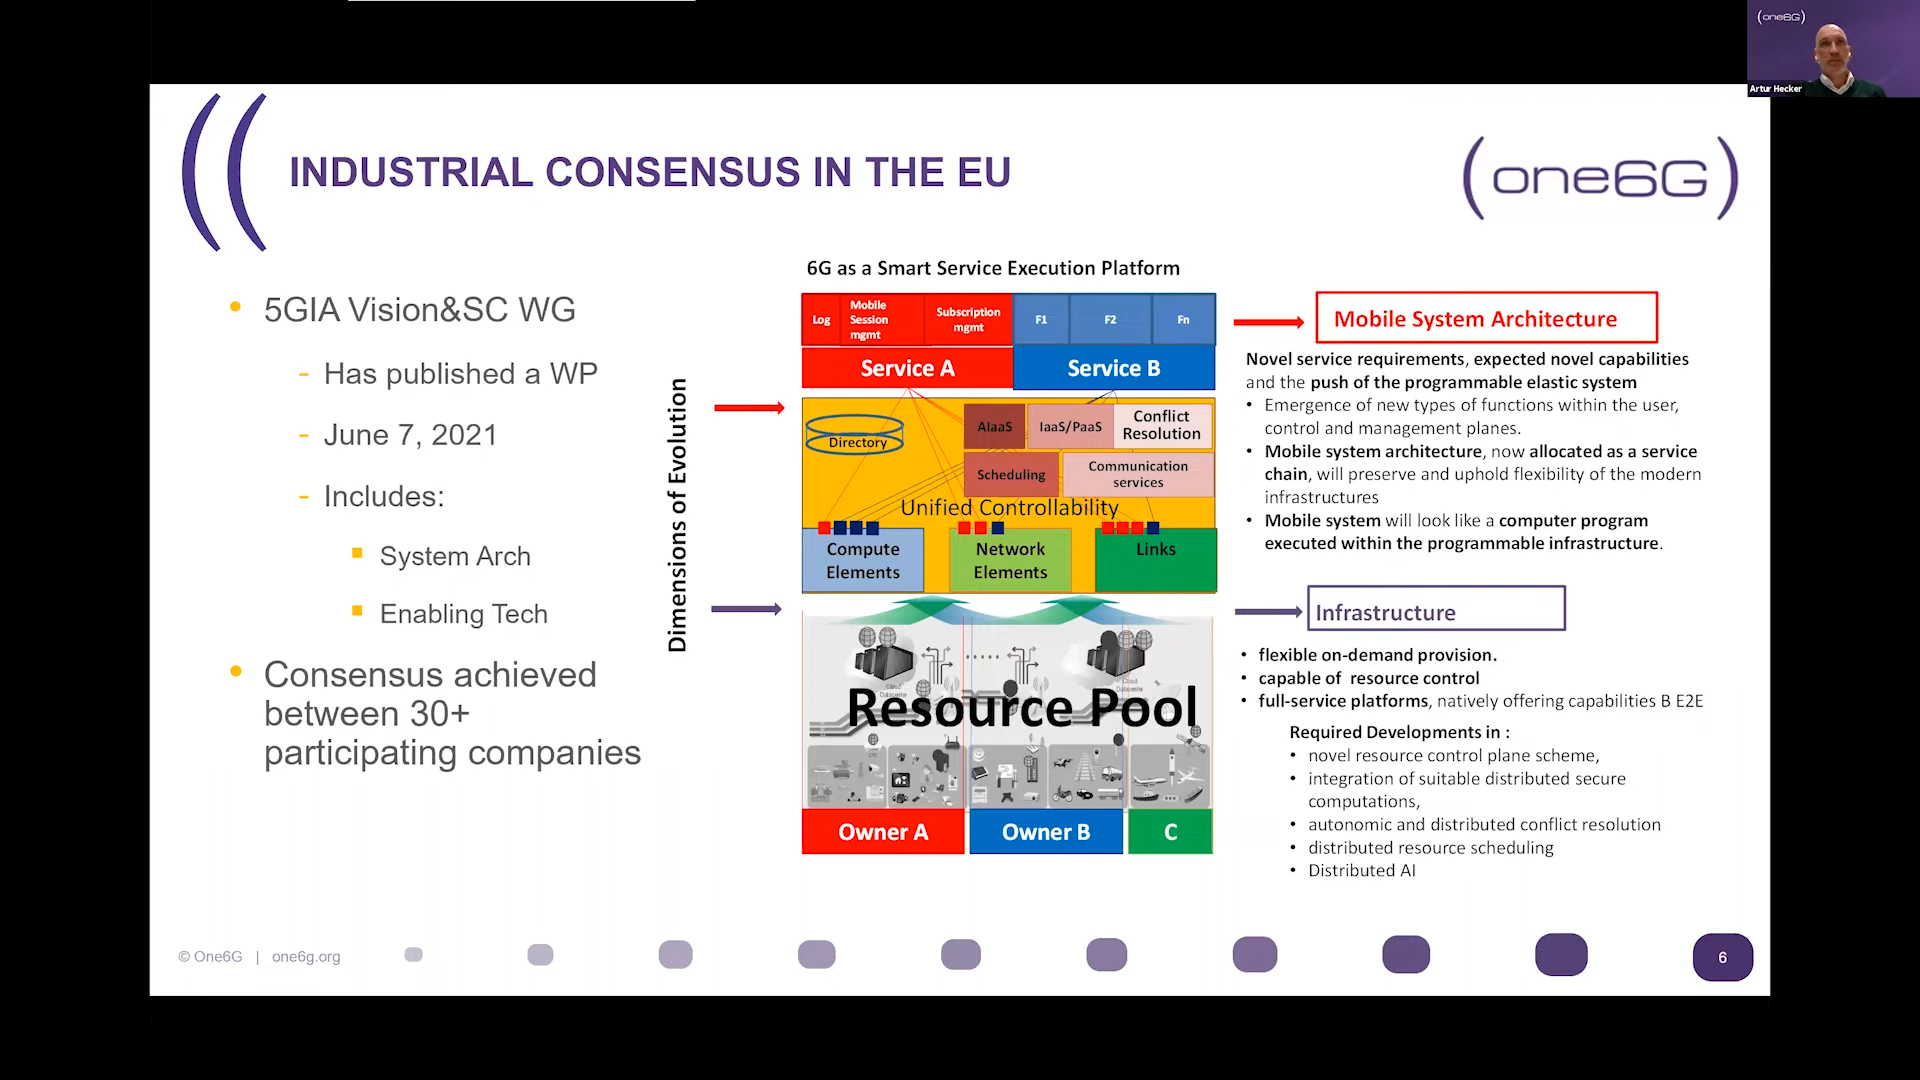 (one6G)
Artur Hecker
INDUSTRIAL CONSENSUS IN THE EU
(one6G)
• 5GIA Vision&SC WG
- Has published a WP
- June 7, 2021
- Includes:
▪ System Arch
▪ Enabling Tech
• Consensus achieved
between 30+
participating companies
Dimensions of Evolution
6G as a Smart Service Execution Platform
Log
Mobile
Session
mgmt
Subscription
mgmt
F1
F2
Fn
Service A
Service B
Directory
AIaaS
IaaS/PaaS
Conflict
Resolution
Scheduling
Communication
services
Unified Controllability
Compute
Elements
Network
Elements
Links
Cloud
Datacenter
Cloud
Datacenter
Resource Pool
Owner A
Owner B
C
Mobile System Architecture
Novel service requirements, expected novel capabilities
and the push of the programmable elastic system
• Emergence of new types of functions within the user,
control and management planes.
• Mobile system architecture, now allocated as a service
chain, will preserve and uphold flexibility of the modern
infrastructures
• Mobile system will look like a computer program
executed within the programmable infrastructure.
Infrastructure
• flexible on-demand provision.
• capable of resource control
• full-service platforms, natively offering capabilities B E2E
Required Developments in :
• novel resource control plane scheme,
• integration of suitable distributed secure
computations,
• autonomic and distributed conflict resolution
• distributed resource scheduling
• Distributed AI
© One6G | one6g.org
6